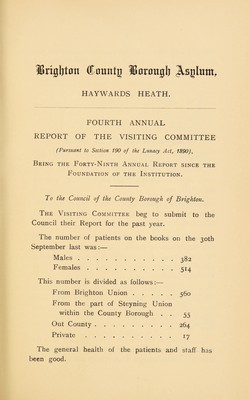 Brighton County Borough Asylum,
HAYWARDS HEATH.
FOURTH ANNUAL
REPORT OF THE VISITING COMMITTEE
(Pursuant to Section 190 of the Lunacy Act, 1890),
BEING THE FORTY-NINTH ANNUAL REPORT SINCE THE
FOUNDATION OF THE INSTITUTION.
To the Council of the County Borough of Brighton.
THE VISITING COMMITTEE beg to submit to the
Council their Report for the past year.
The number of patients on the books on the 30th
September last was:—
Males . . . . . . . . . . 382
Females . . . . . . . . . 514
This number is divided as follows:—
From Brighton Union . . . . . 560
From the part of Steyning Union
within the County Borough . . 55
Out County . . . . . . . . 264
Private . . . . . . . . . 17
The general health of the patients and staff has
been good.